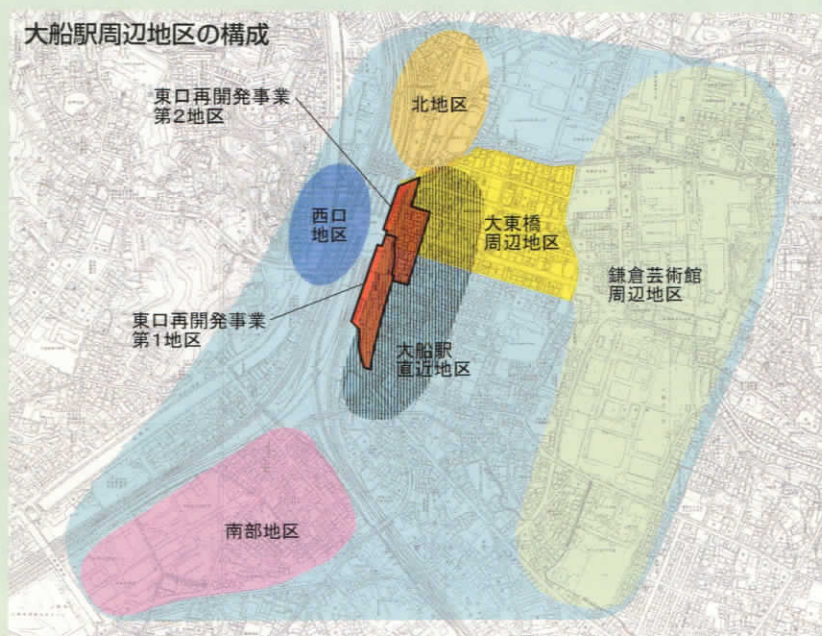 大船駅周辺地区の構成
東口再開発事業
第2地区
北地区
西口
地区
大東橋
周辺地区
鎌倉芸術館
周辺地区
東口再開発事業
第1地区
大船駅
直近地区
南部地区